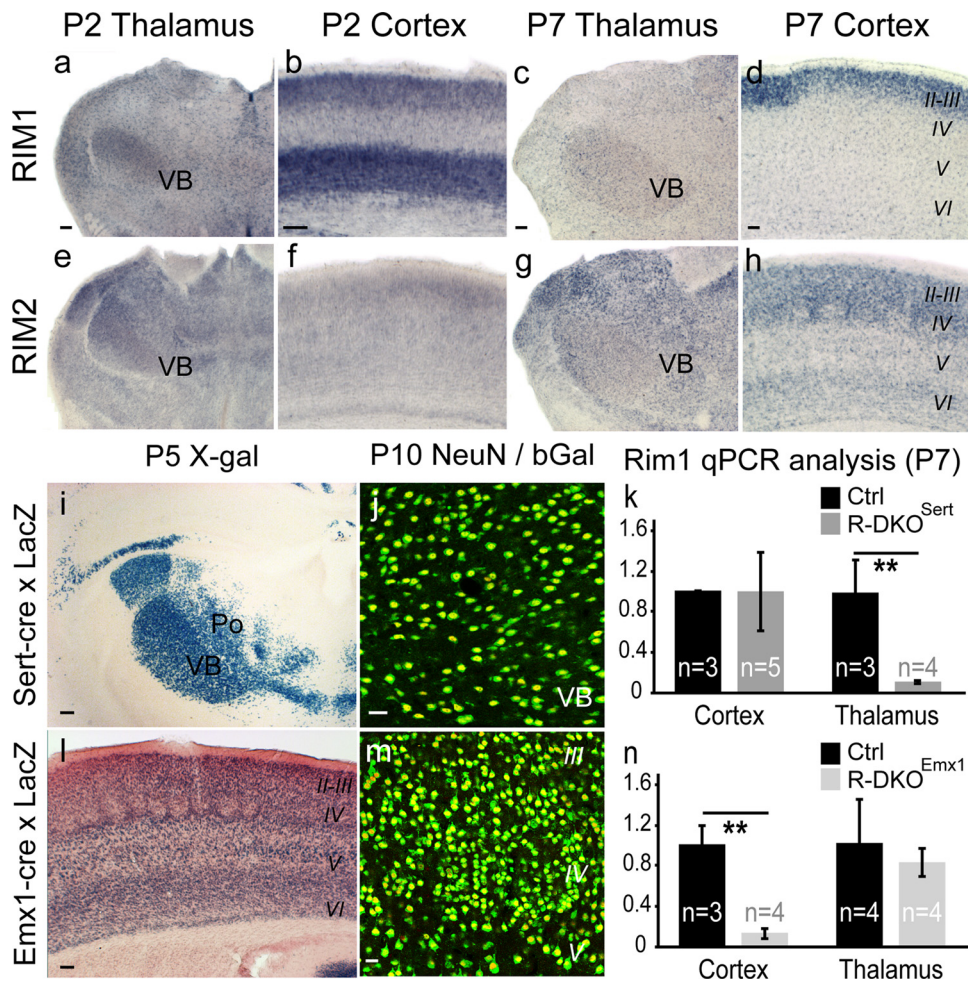 P2 Thalamus P2 Cortex P7 Thalamus P7 Cortex
RIM1
a
VB
b
c
VB
d
II-III
IV
V
VI
RIM2
e
VB
f
g
VB
h
II-III
IV
V
VI
P5 X-gal P10 NeuN / bGal Rim1 qPCR analysis (P7)
Sert-cre x LacZ
i
Po
VB
j
VB
k
Ctrl
R-DKO Sert
1.6
1.2
0.8
0.4
0
**
n=3 n=5 n=3 n=4
Cortex Thalamus
Emx1-cre x LacZ
l
II-III
IV
V
VI
m
III
IV
V
n
Ctrl
R-DKO Emx1
1.6
1.2
0.8
0.4
0
**
n=3 n=4 n=4 n=4
Cortex Thalamus